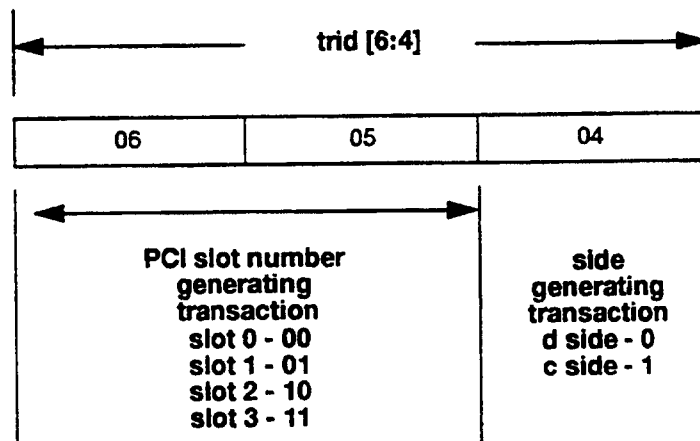 trid [6:4]
06 05 04
PCI slot number
generating
transaction
slot 0 - 00
slot 1 - 01
slot 2 - 10
slot 3 - 11
side
generating
transaction
d side - 0
c side - 1